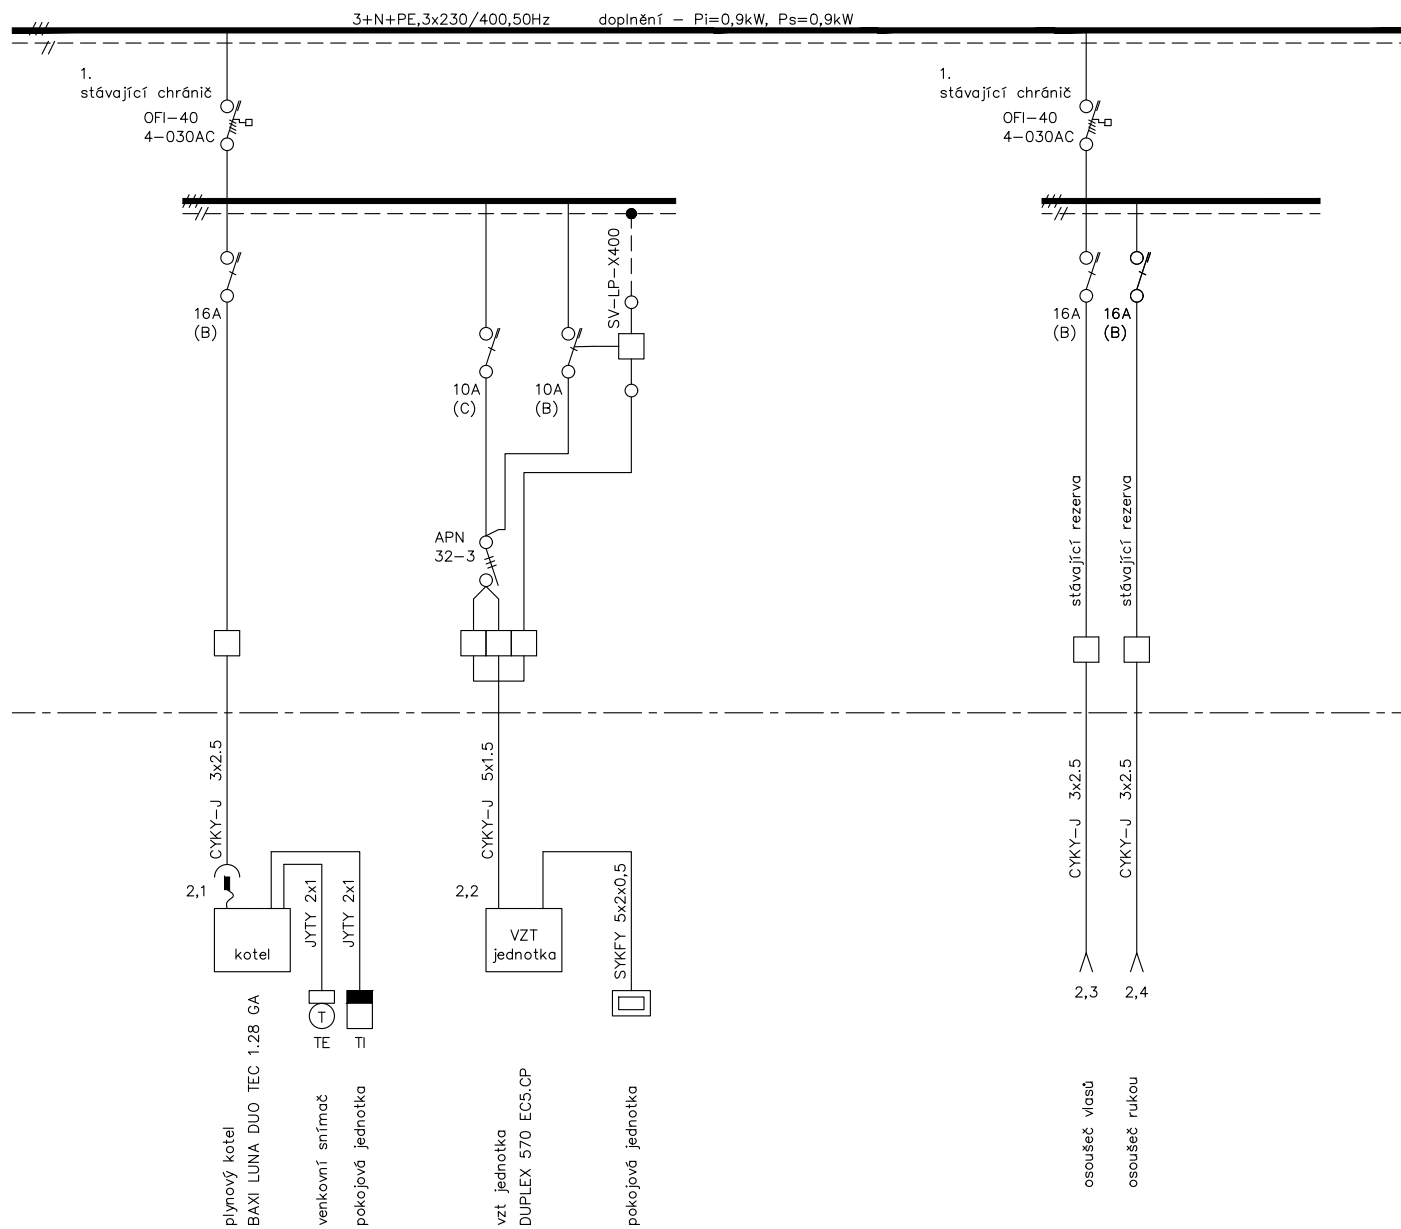 3+N+PE,3x230/400,50Hz doplnění – Pi=0,9kW, Ps=0,9kW
1.
stávající chránič
OFI-40
4-030AC
1.
stávající chránič
OFI-40
4-030AC
16A
(B)
10A
(C)
10A
(B)
SV-LP-X400
16A
(B)
16A
(B)
APN
32-3
stávající rezerva
stávající rezerva
CYKY-J 3x2.5
CYKY-J 5x1.5
CYKY-J 3x2.5
CYKY-J 3x2.5
2,1
kotel
JYTY 2x1
JYTY 2x1
2,2
VZT
jednotka
SYKFY 5x2x0,5
T
TE
TI
2,3
2,4
plynový kotel
BAXI LUNA DUO TEC 1.28 GA
venkovní snímač
pokojová jednotka
vzt jednotka
DUPLEX 570 EC5.CP
pokojová jednotka
osoušeč vlasů
osoušeč rukou